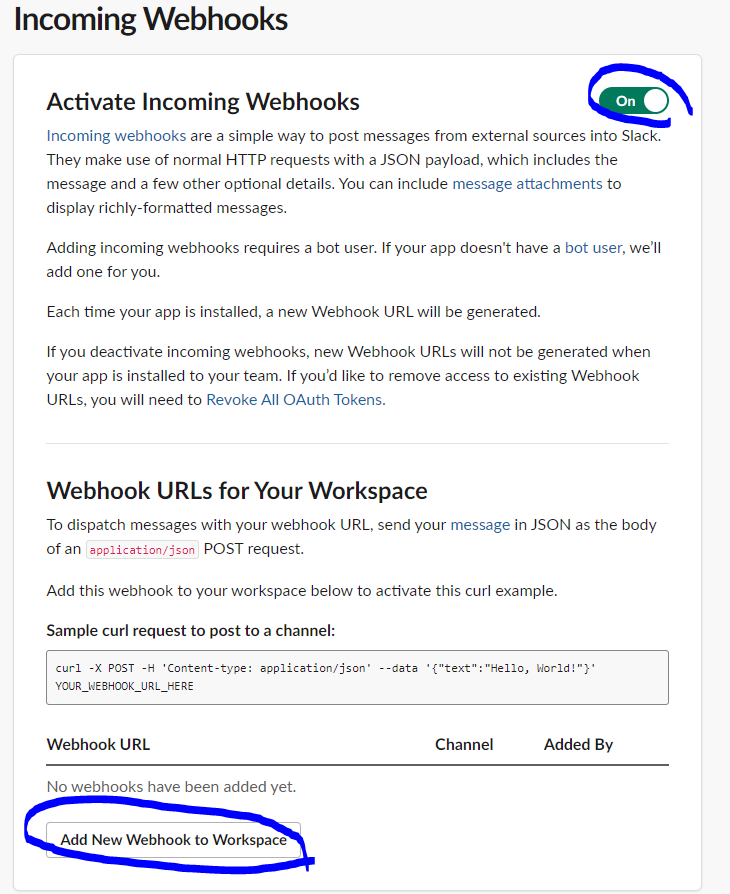 Incoming Webhooks
Activate Incoming Webhooks
On
Incoming webhooks are a simple way to post messages from external sources into Slack.
They make use of normal HTTP requests with a JSON payload, which includes the
message and a few other optional details. You can include message attachments to
display richly-formatted messages.
Adding incoming webhooks requires a bot user. If your app doesn't have a bot user, we'll
add one for you.
Each time your app is installed, a new Webhook URL will be generated.
If you deactivate incoming webhooks, new Webhook URLs will not be generated when
your app is installed to your team. If you'd like to remove access to existing Webhook
URLs, you will need to Revoke All OAuth Tokens.
Webhook URLs for Your Workspace
To dispatch messages with your webhook URL, send your message in JSON as the body
of an application/json POST request.
Add this webhook to your workspace below to activate this curl example.
Sample curl request to post to a channel:
curl -X POST -H 'Content-type: application/json' --data '{"text":"Hello, World!"}'
YOUR_WEBHOOK_URL_HERE
Webhook URL Channel Added By
No webhooks have been added yet.
Add New Webhook to Workspace